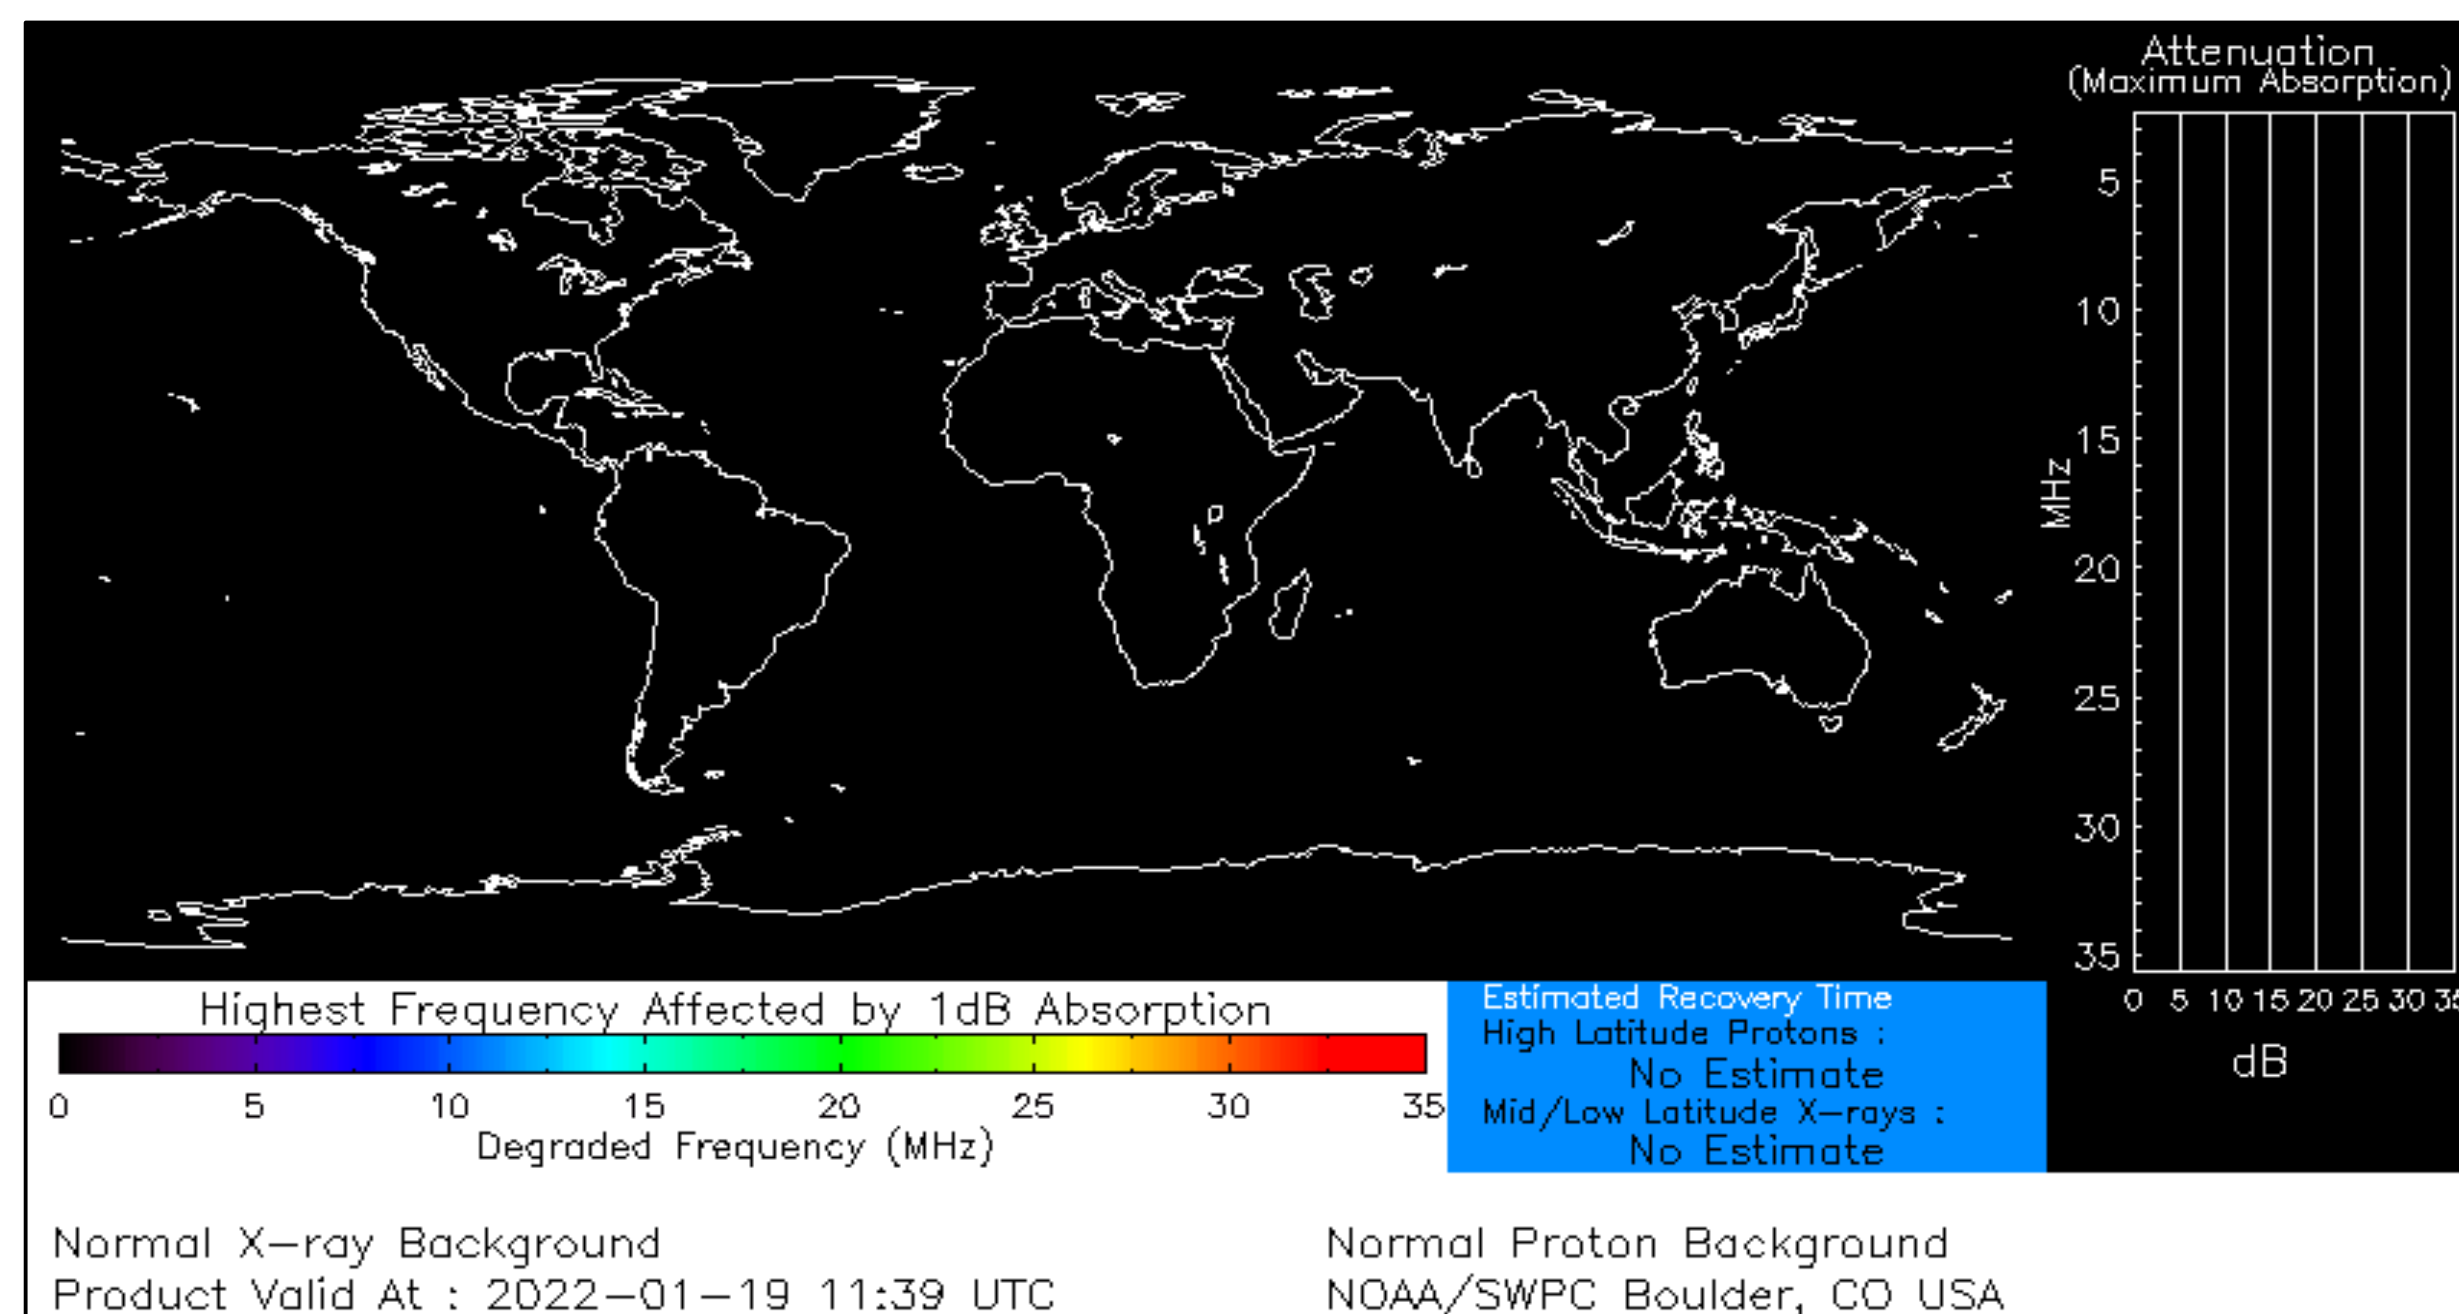 Attenuation
(Maximum Absorption)
5
10
15
20
25
30
35
MHz
0 5 10 15 20 25 30
dB
Highest Frequency Affected by 1dB Absorption
0 5 10 15 20 25 30 35
Degraded Frequency (MHz)
Estimated Recovery Time
High Latitude Protons :
No Estimate
Mid/Low Latitude X-rays :
No Estimate
Normal X-ray Background
Product Valid At : 2022-01-19 11:39 UTC
Normal Proton Background
NOAA/SWPC Boulder, CO USA